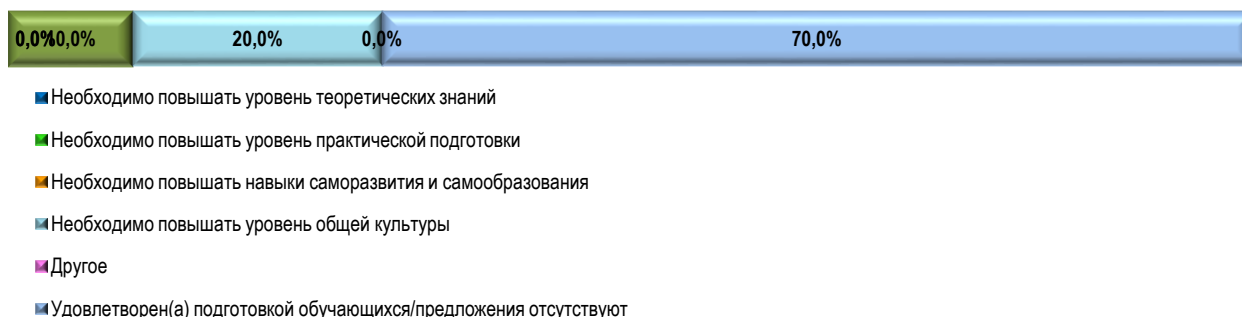 0,0%0,0% 20,0% 0,0% 70,0%
Необходимо повышать уровень теоретических знаний
Необходимо повышать уровень практической подготовки
Необходимо повышать навыки саморазвития и самообразования
Необходимо повышать уровень общей культуры
Другое
Удовлетворен(а) подготовкой обучающихся/предложения отсутствуют